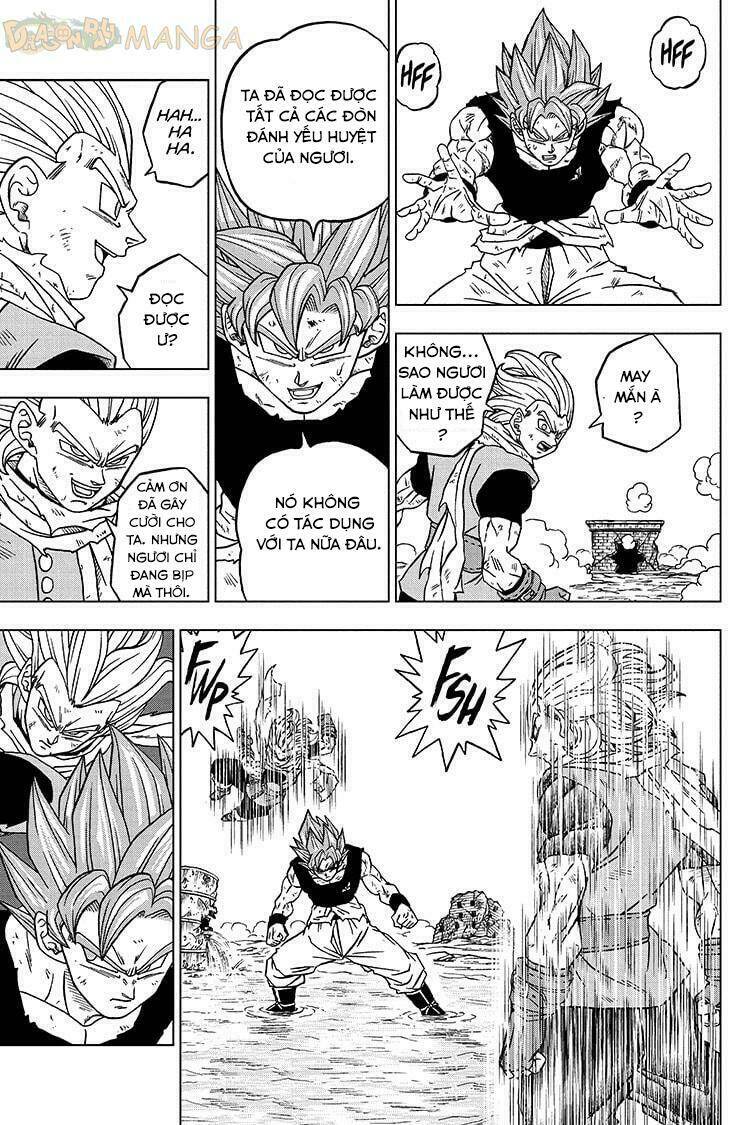 DRAGON BALL MANGA
HFF
HFF
TA ĐÃ ĐỌC ĐƯỢC
TẤT CẢ CÁC ĐÒN
ĐÁNH YẾU HUYỆT
CỦA NGƯƠI.
HAH...
HA
HA.
ĐỌC
ĐƯỢC
Ư?
MAY
MẮN À
?
KHÔNG...
SAO NGƯƠI
LÀM ĐƯỢC
NHƯ THẾ
?
NÓ KHÔNG
CÓ TÁC DỤNG
VỚI TA NỮA ĐÂU.
CẢM ƠN
ĐÃ GÂY
CƯỜI CHO
TA. NHƯNG
NGƯƠI CHỈ
ĐANG BỊP
MÀ THÔI.
FSH
FWP